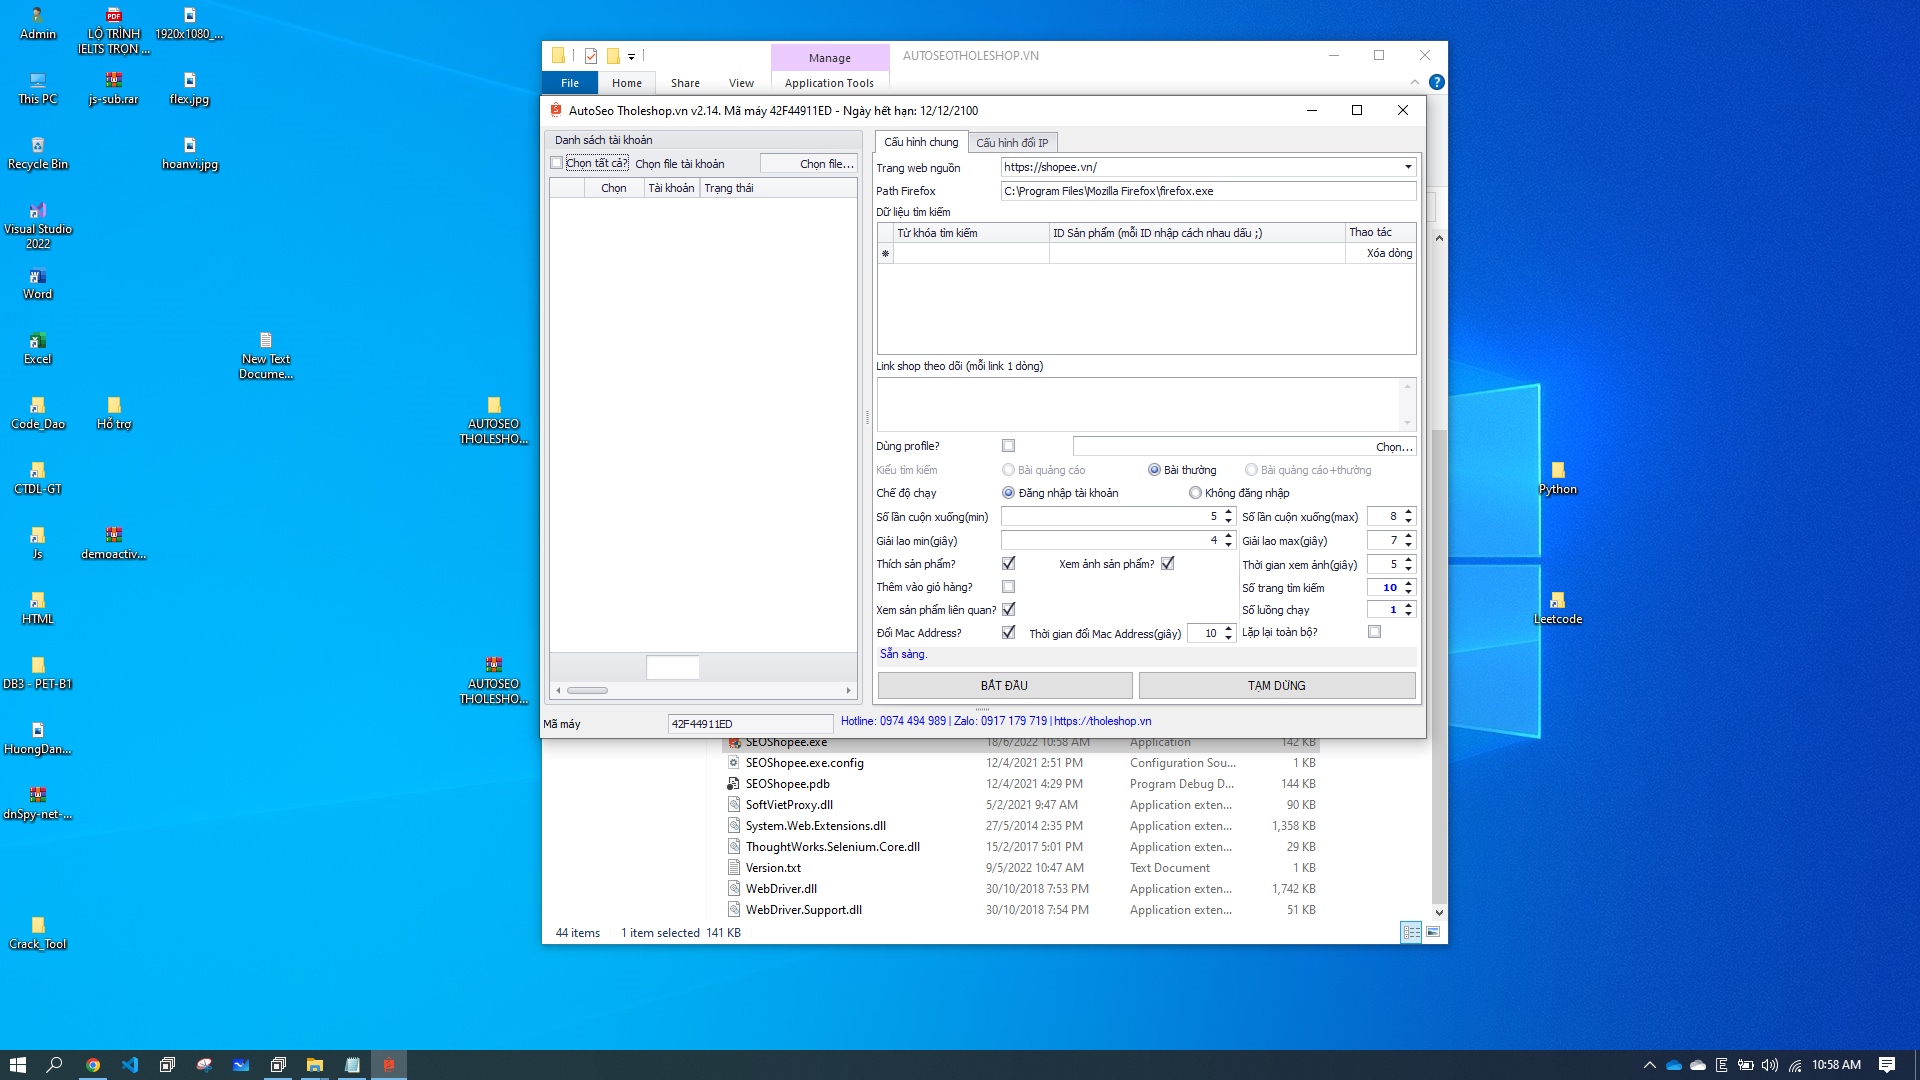 Admin
LỘ TRÌNH
IELTS TRỌN ...
1920x1080_...
This PC
js-sub.rar
flex.jpg
Recycle Bin
hoanvi.jpg
Visual Studio
2022
Word
Excel
New Text
Docume...
Code_Dao
Hỗ trợ
AUTOSEO
THOLESHO...
CTDL-GT
Js
demoactiv...
HTML
DB3 - PET-B1
AUTOSEO
THOLESHO...
HuongDan...
dnSpy-net-...
Crack_Tool
Python
Leetcode
Manage
AUTOSEOTHOLESHOP.VN
File
Home
Share
View
Application Tools
AutoSeo Tholeshop.vn v2.14. Mã máy 42F44911ED - Ngày hết hạn: 12/12/2100
Danh sách tài khoản
Chọn tất cả?
Chọn file tài khoản
Chọn file...
Chọn
Tài khoản
Trạng thái
Cấu hình chung
Cấu hình đổi IP
Trang web nguồn
https://shopee.vn/
Path Firefox
C:\Program Files\Mozilla Firefox\firefox.exe
Dữ liệu tìm kiếm
Từ khóa tìm kiếm
ID Sản phẩm (mỗi ID nhập cách nhau dấu ;)
Thao tác
Xóa dòng
Link shop theo dõi (mỗi link 1 dòng)
Dùng profile?
Chọn...
Kiểu tìm kiếm
Bài quảng cáo
Bài thường
Bài quảng cáo+thường
Chế độ chạy
Đăng nhập tài khoản
Không đăng nhập
Số lần cuộn xuống(min)
5
Số lần cuộn xuống(max)
8
Giải lao min(giây)
4
Giải lao max(giây)
7
Thích sản phẩm?
Xem ảnh sản phẩm?
Thời gian xem ảnh(giây)
5
Thêm vào giỏ hàng?
Số trang tìm kiếm
10
Xem sản phẩm liên quan?
Số luồng chạy
1
Đổi Mac Address?
Thời gian đổi Mac Address(giây)
10
Lặp lại toàn bộ?
Sẵn sàng.
BẮT ĐẦU
TẠM DỪNG
Mã máy
42F44911ED
Hotline: 0974 494 989 | Zalo: 0917 179 719 | https://tholeshop.vn
SEOShopee.exe 18/6/2022 10:58 AM Application 142 KB
SEOShopee.exe.config 12/4/2021 2:51 PM Configuration Sou... 1 KB
SEOShopee.pdb 12/4/2021 4:29 PM Program Debug D... 144 KB
SoftVietProxy.dll 5/2/2021 9:47 AM Application exten... 90 KB
System.Web.Extensions.dll 27/5/2014 2:35 PM Application exten... 1,358 KB
ThoughtWorks.Selenium.Core.dll 15/2/2017 5:01 PM Application exten... 29 KB
Version.txt 9/5/2022 10:47 AM Text Document 1 KB
WebDriver.dll 30/10/2018 7:53 PM Application exten... 1,742 KB
WebDriver.Support.dll 30/10/2018 7:54 PM Application exten... 51 KB
44 items 1 item selected 141 KB
10:58 AM